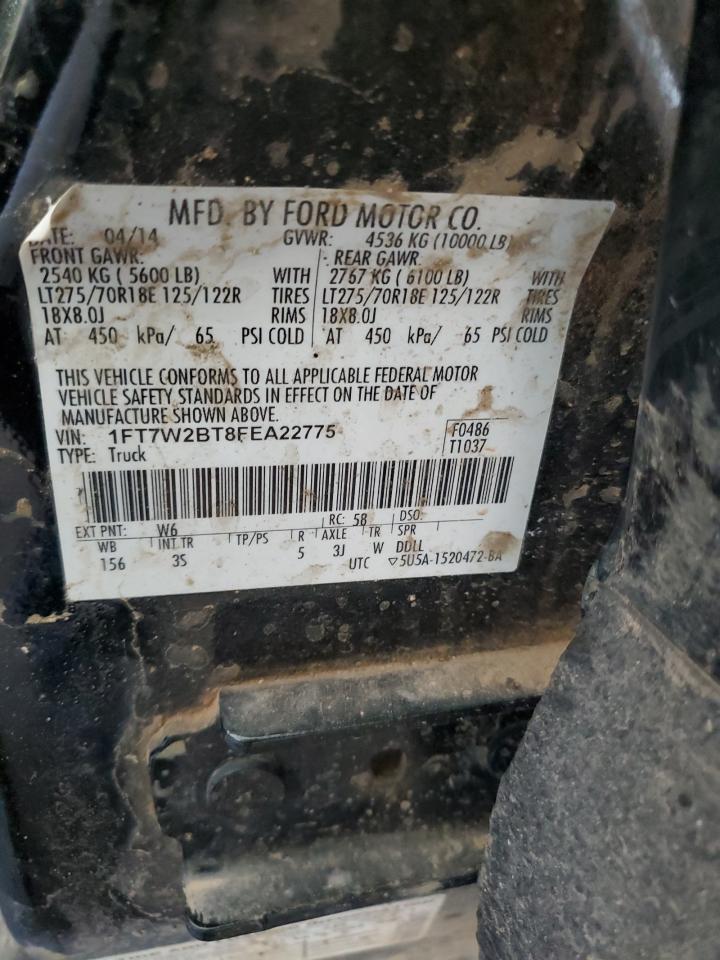 MFD. BY FORD MOTOR CO.
DATE: 04/14 GVWR: 4536 KG (10000 LB)
FRONT GAWR: REAR GAWR:
2540 KG ( 5600 LB) WITH 2767 KG ( 6100 LB) WITH
LT275/70R18E 125/122R TIRES LT275/70R18E 125/122R TIRES
18X8.0J RIMS 18X8.0J RIMS
AT 450 kPa/ 65 PSI COLD AT 450 kPa/ 65 PSI COLD
THIS VEHICLE CONFORMS TO ALL APPLICABLE FEDERAL MOTOR
VEHICLE SAFETY STANDARDS IN EFFECT ON THE DATE OF
MANUFACTURE SHOWN ABOVE.
VIN: 1FT7W2BT8FEA22775 F0486
TYPE: Truck T1037
EXT PNT: W6 RC: 58 DSO:
WB INT TR TP/PS R AXLE TR SPR
156 3S 5 3J W DDLL
UTC ▽5U5A-1520472-BA